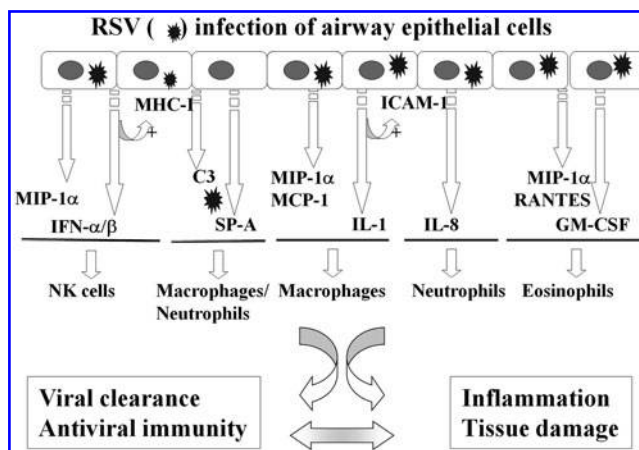 RSV ( ) infection of airway epithelial cells
MHC-I
ICAM-1
+
+
C3
MIP-1α
MIP-1α
MIP-1α
MCP-1
RANTES
IFN-α/β
SP-A
IL-1
IL-8
GM-CSF
NK cells
Macrophages/
Neutrophils
Macrophages
Neutrophils
Eosinophils
Viral clearance
Antiviral immunity
Inflammation
Tissue damage